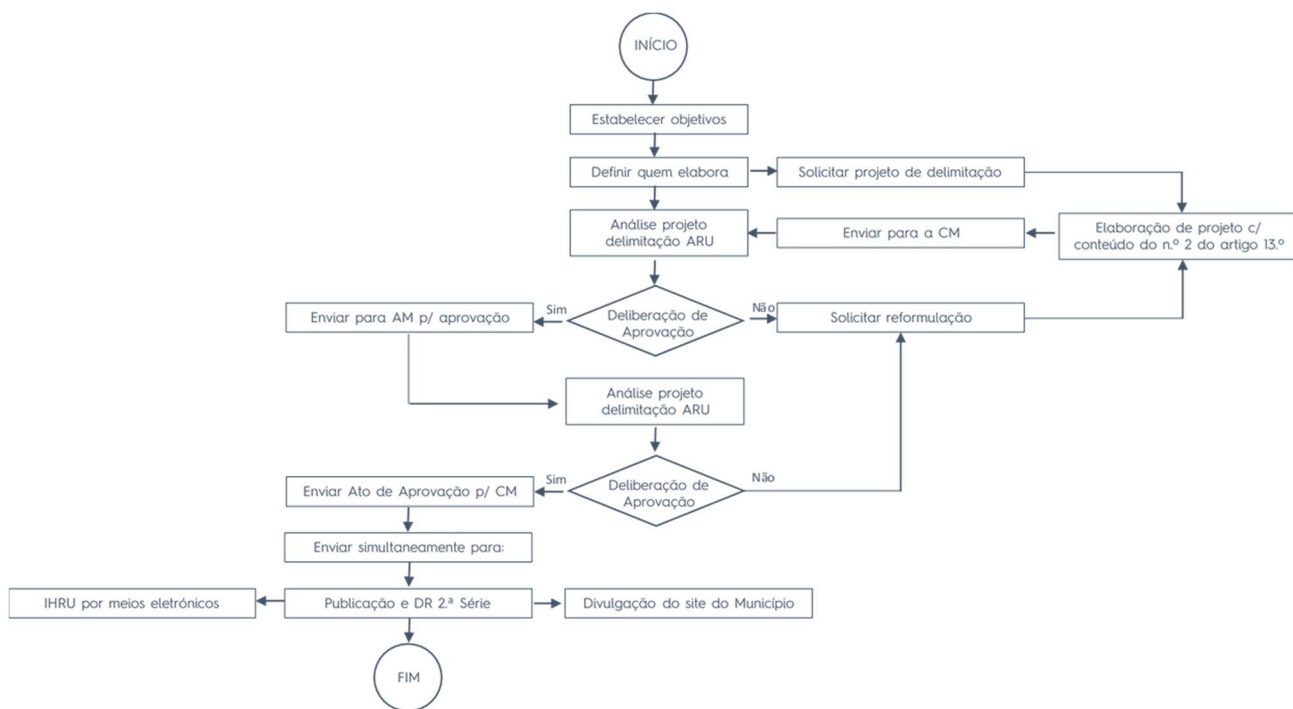 INÍCIO
Estabelecer objetivos
Definir quem elabora
Solicitar projeto de delimitação
Análise projeto
delimitação ARU
Enviar para a CM
Elaboração de projeto c/
conteúdo do n.º 2 do artigo 13.º
Enviar para AM p/ aprovação
Sim
Deliberação de
Aprovação
Não
Solicitar reformulação
Análise projeto
delimitação ARU
Enviar Ato de Aprovação p/ CM
Sim
Deliberação de
Aprovação
Não
Enviar simultaneamente para:
IHRU por meios eletrónicos
Publicação e DR 2.ª Série
Divulgação do site do Município
FIM